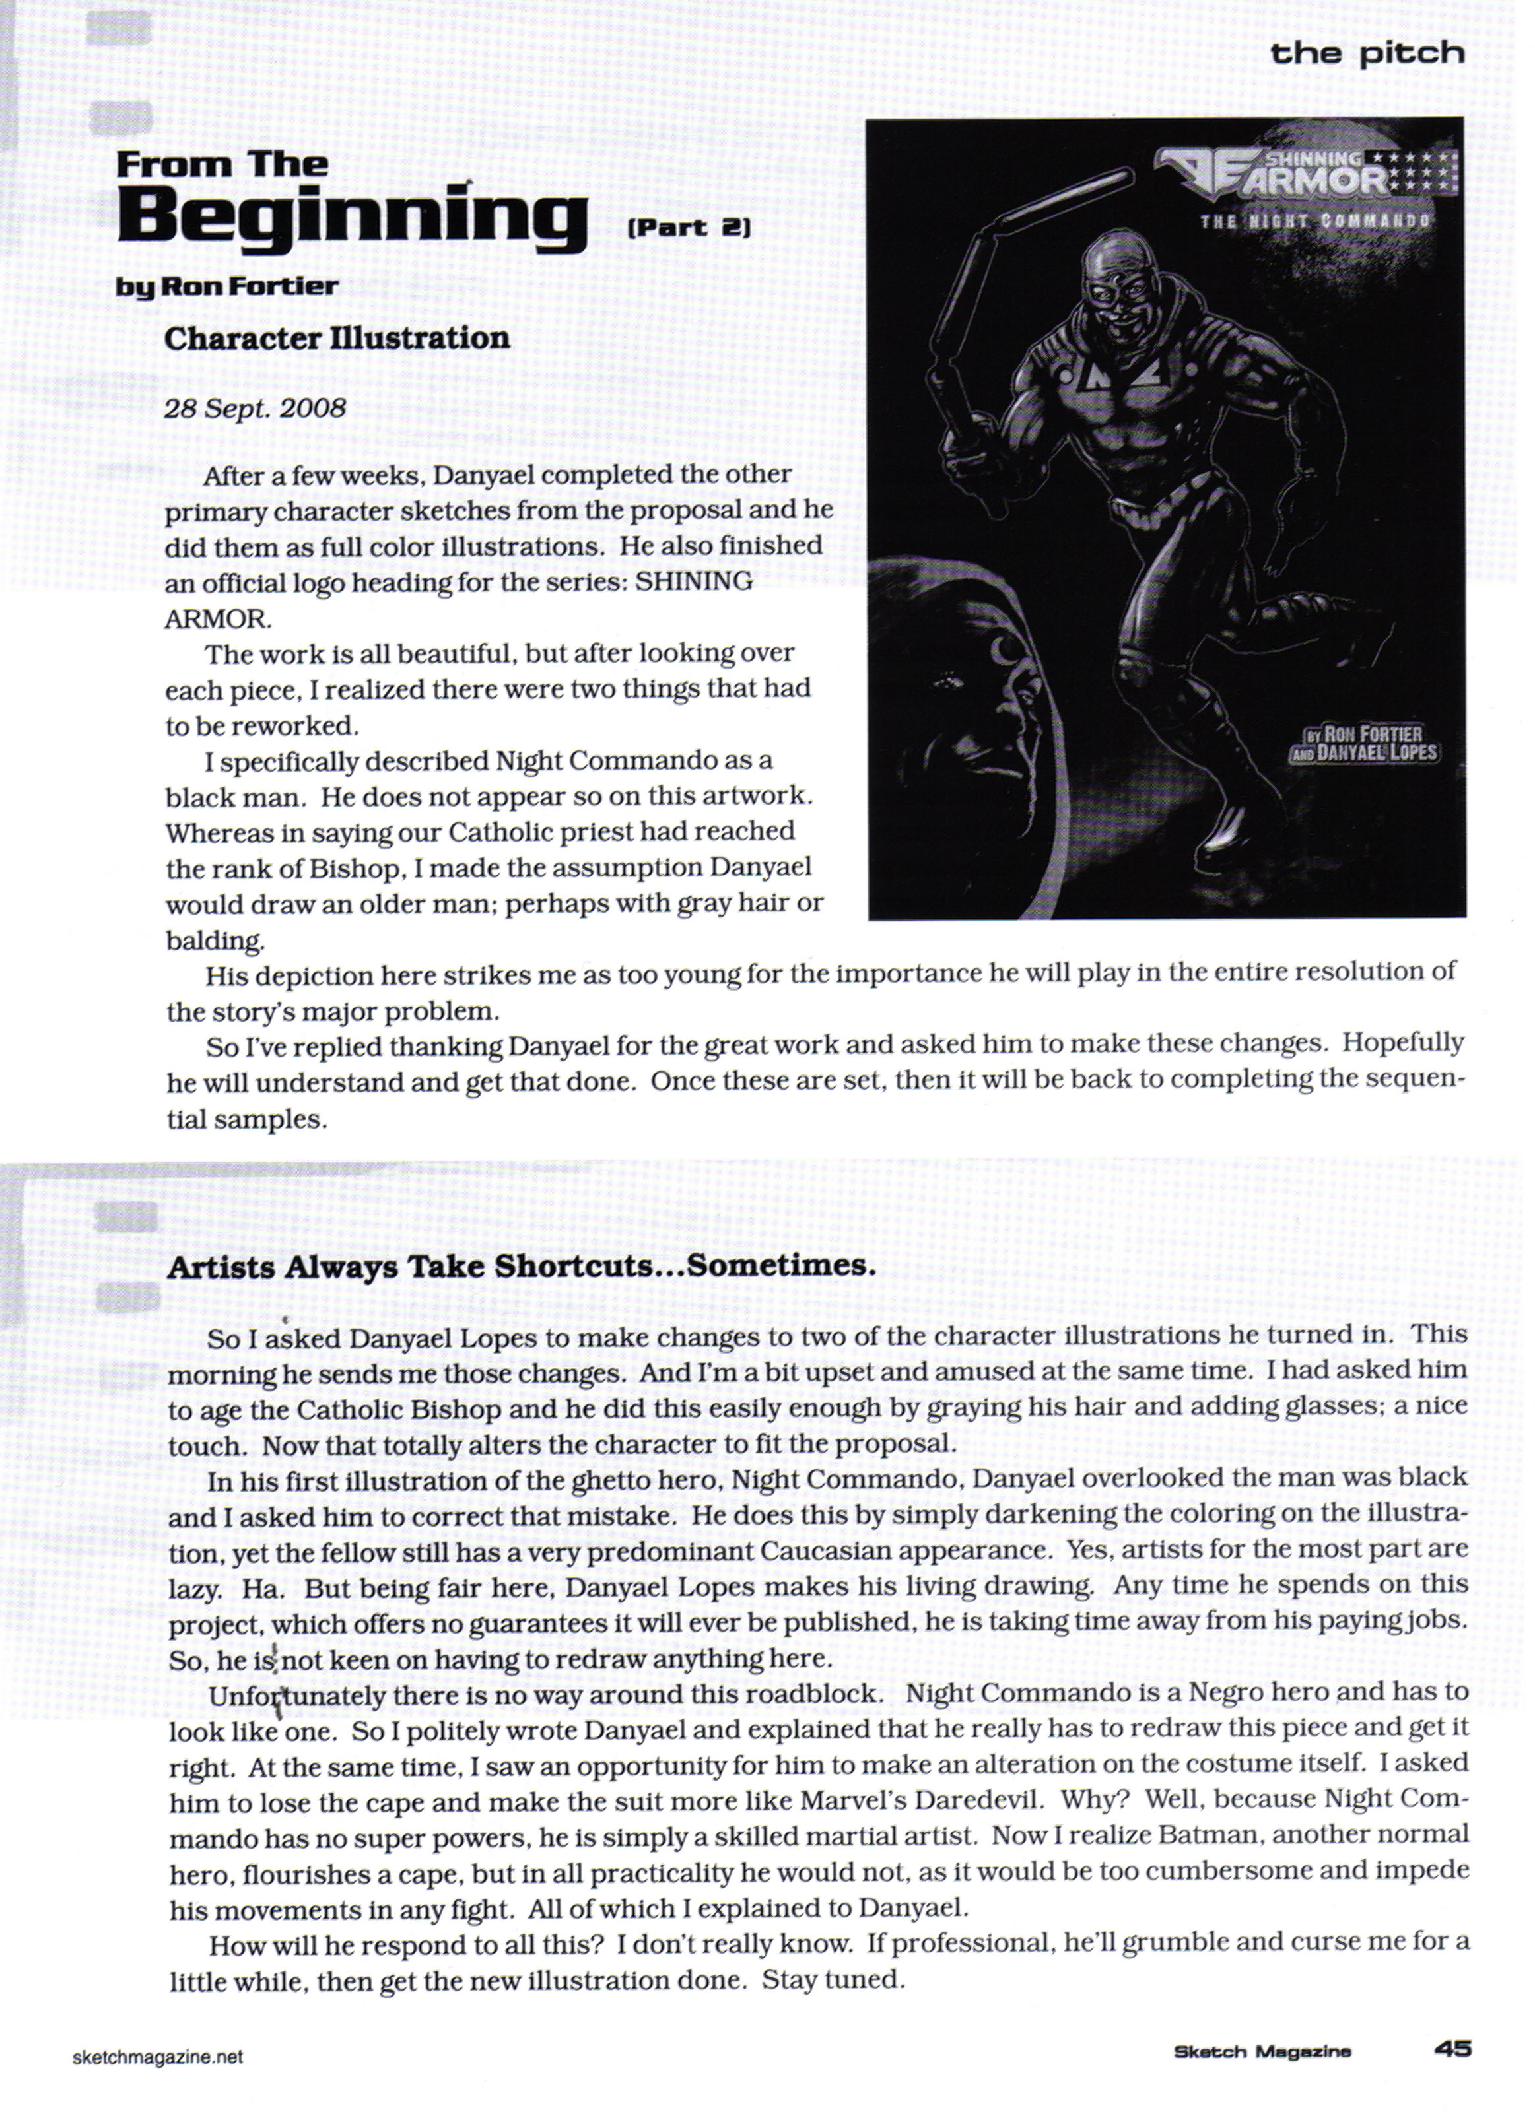 the pitch
From The
Beginning (Part 2)
by Ron Fortier
SHINNING
ARMOR
THE NIGHT COMMANDO
BY RON FORTIER
AND DANYAEL LOPES
Character Illustration
28 Sept. 2008
After a few weeks, Danyael completed the other
primary character sketches from the proposal and he
did them as full color illustrations. He also finished
an official logo heading for the series: SHINING
ARMOR.
The work is all beautiful, but after looking over
each piece, I realized there were two things that had
to be reworked.
I specifically described Night Commando as a
black man. He does not appear so on this artwork.
Whereas in saying our Catholic priest had reached
the rank of Bishop, I made the assumption Danyael
would draw an older man; perhaps with gray hair or
balding.
His depiction here strikes me as too young for the importance he will play in the entire resolution of
the story's major problem.
So I've replied thanking Danyael for the great work and asked him to make these changes. Hopefully
he will understand and get that done. Once these are set, then it will be back to completing the sequen-
tial samples.
Artists Always Take Shortcuts...Sometimes.
So I asked Danyael Lopes to make changes to two of the character illustrations he turned in. This
morning he sends me those changes. And I'm a bit upset and amused at the same time. I had asked him
to age the Catholic Bishop and he did this easily enough by graying his hair and adding glasses; a nice
touch. Now that totally alters the character to fit the proposal.
In his first illustration of the ghetto hero, Night Commando, Danyael overlooked the man was black
and I asked him to correct that mistake. He does this by simply darkening the coloring on the illustra-
tion, yet the fellow still has a very predominant Caucasian appearance. Yes, artists for the most part are
lazy. Ha. But being fair here, Danyael Lopes makes his living drawing. Any time he spends on this
project, which offers no guarantees it will ever be published, he is taking time away from his paying jobs.
So, he is not keen on having to redraw anything here.
Unfortunately there is no way around this roadblock. Night Commando is a Negro hero and has to
look like one. So I politely wrote Danyael and explained that he really has to redraw this piece and get it
right. At the same time, I saw an opportunity for him to make an alteration on the costume itself. I asked
him to lose the cape and make the suit more like Marvel's Daredevil. Why? Well, because Night Com-
mando has no super powers, he is simply a skilled martial artist. Now I realize Batman, another normal
hero, flourishes a cape, but in all practicality he would not, as it would be too cumbersome and impede
his movements in any fight. All of which I explained to Danyael.
How will he respond to all this? I don't really know. If professional, he'll grumble and curse me for a
little while, then get the new illustration done. Stay tuned.
sketchmagazine.net
Sketch Magazine 45